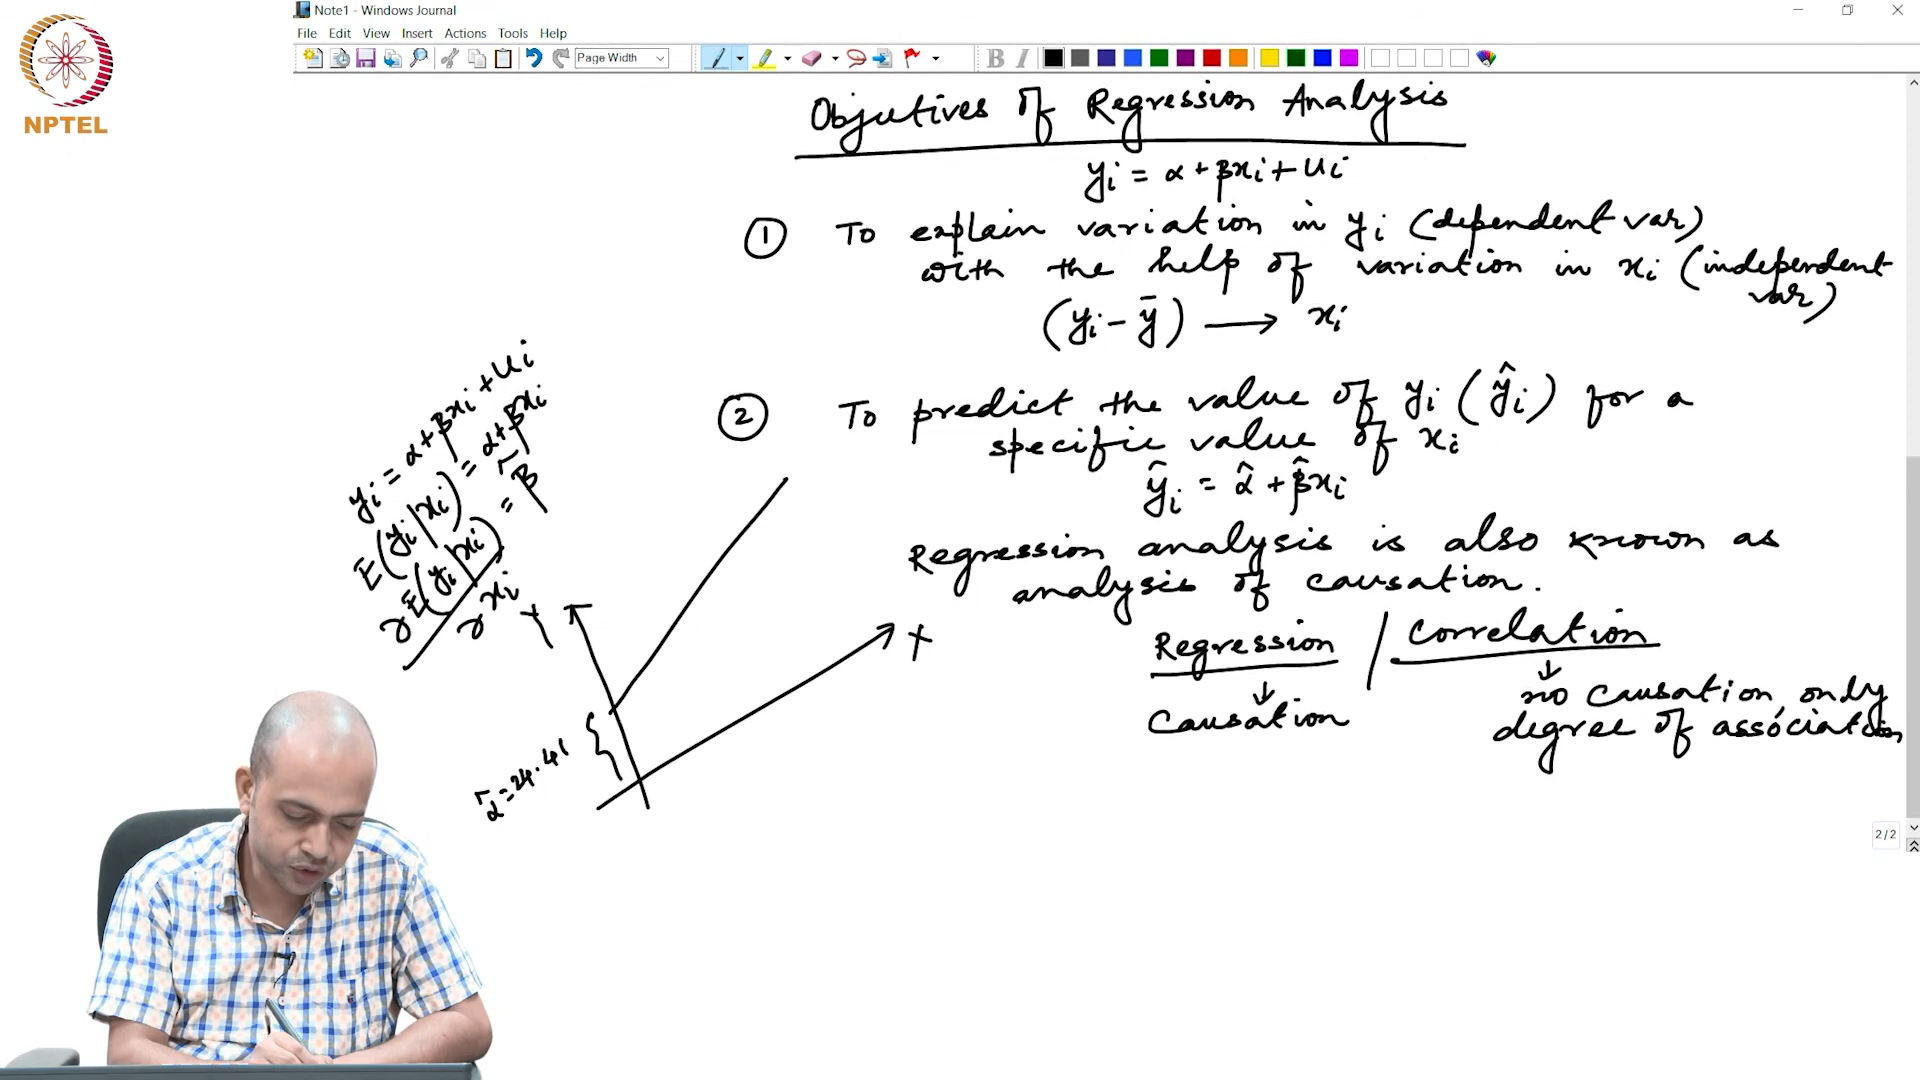 Note1 - Windows Journal
File Edit View Insert Actions Tools Help
Page Width
B I
NPTEL
Objectives of Regression Analysis
yi = α + βxi + ui
① To explain variation in yi (dependent var)
with the help of variation in xi (independent
var)
(yi - ȳ) → xi
② To predict the value of yi (ŷi) for a
specific value of xi
ŷi = α̂ + β̂xi
Regression analysis is also known as
analysis of causation.
Regression / Correlation
↓ ↓
Causation
no causation, only
degree of association
yi = α + βxi + ui
E(yi|xi) = α + βxi
∂E(yi|xi) / ∂xi = β̂
Y
X
α̂ = 24.41
2/2